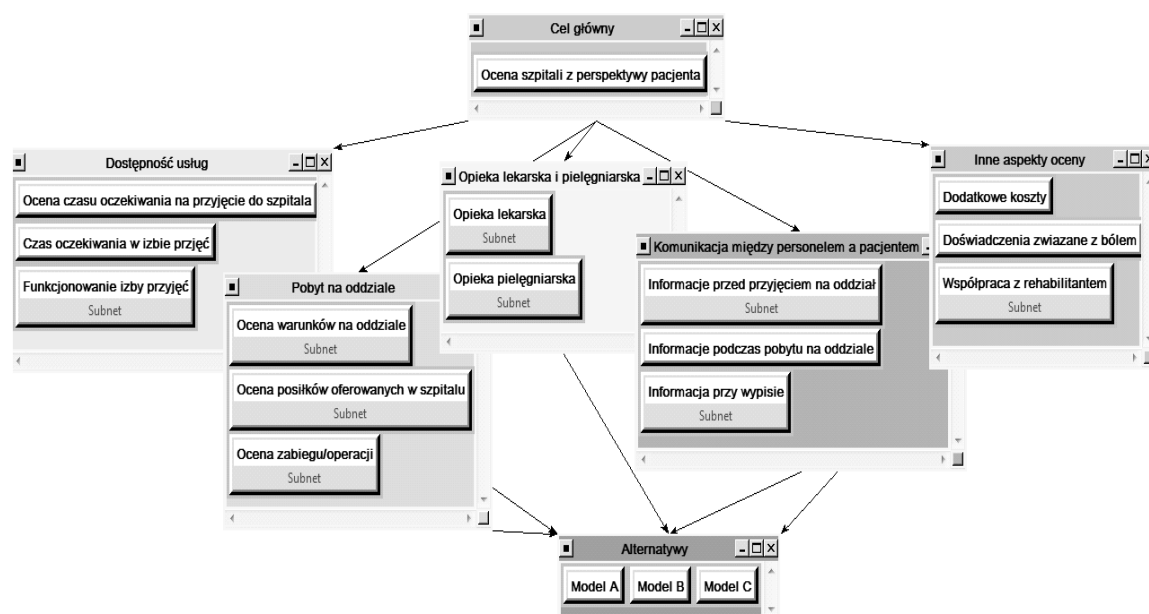 Cel główny
Ocena szpitali z perspektywy pacjenta
Dostępność usług
Ocena czasu oczekiwania na przyjęcie do szpitala
Czas oczekiwania w izbie przjęć
Funkcjonowanie izby przyjęć
Subnet
Pobyt na oddziale
Ocena warunków na oddziale
Subnet
Ocena posiłków oferowanych w szpitalu
Subnet
Ocena zabiegu/operacji
Subnet
Opieka lekarska i pielęgniarska
Opieka lekarska
Subnet
Opieka pielęgniarska
Subnet
Komunikacja między personelem a pacjentem
Informacje przed przyjęciem na oddział
Subnet
Informacje podczas pobytu na oddziale
Informacja przy wypisie
Subnet
Inne aspekty oceny
Dodatkowe koszty
Doświadczenia zwiazane z bólem
Współpraca z rehabilitantem
Subnet
Alternatywy
Model A Model B Model C